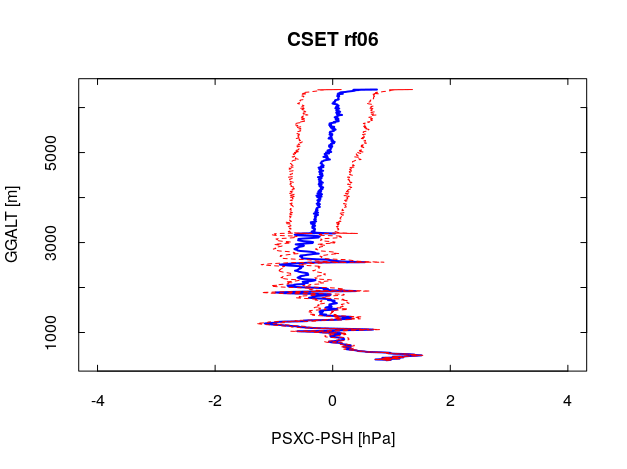 CSET rf06
GGALT [m]
5000
3000
1000
-4 -2 0 2 4
PSXC-PSH [hPa]